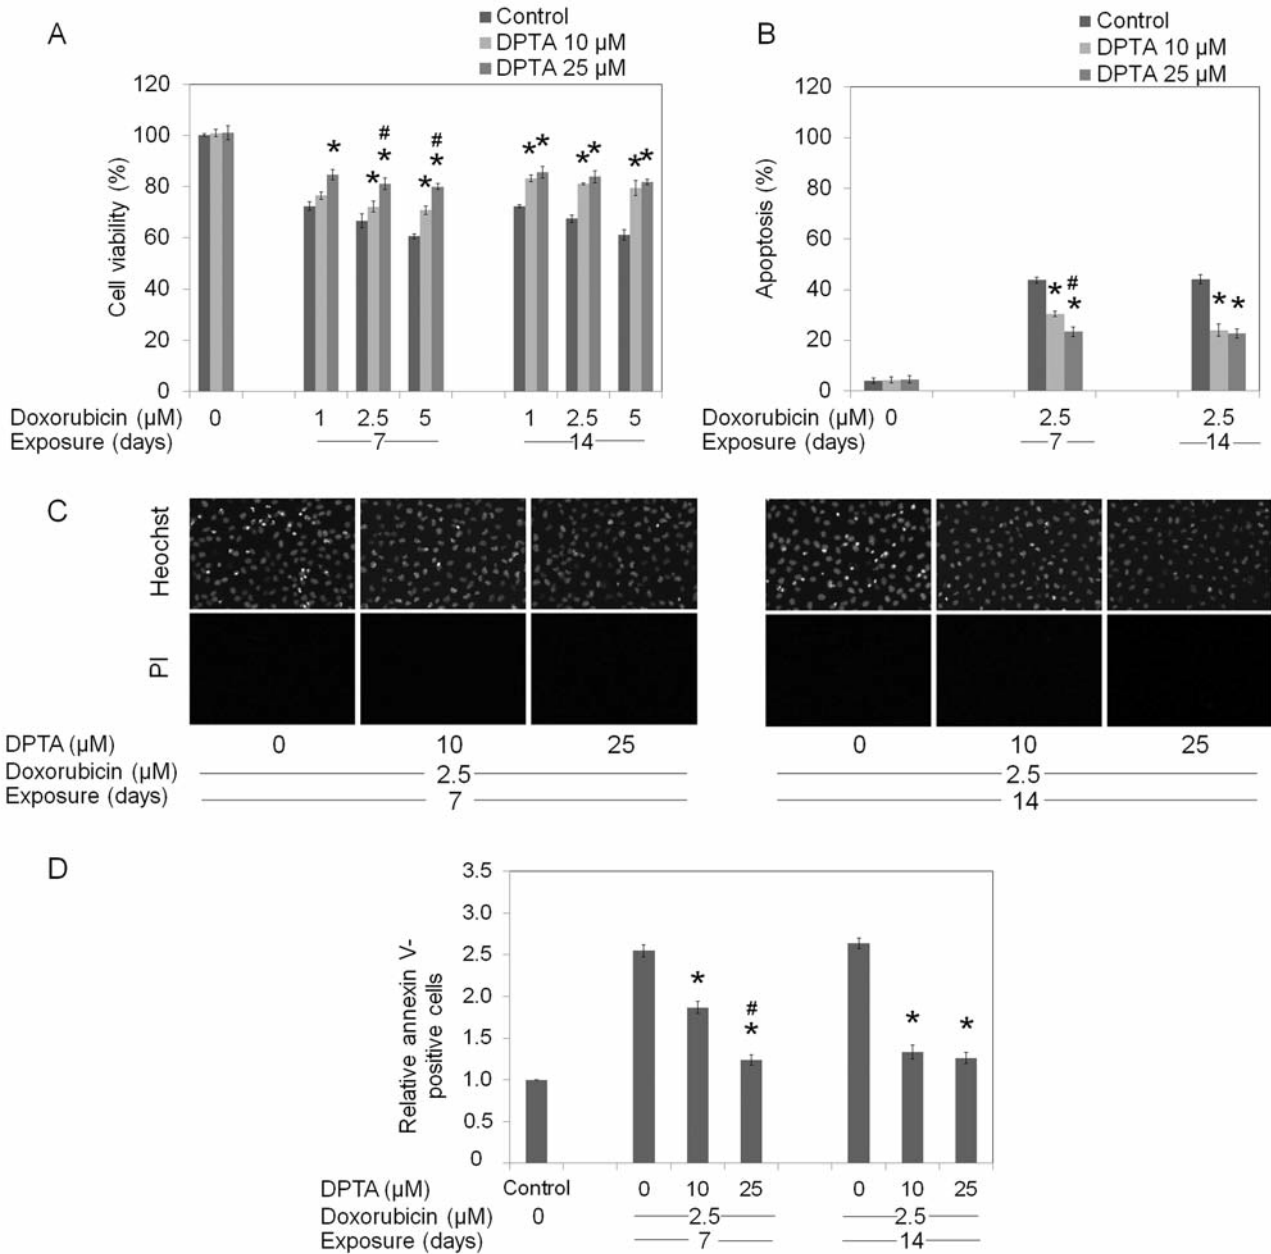 A
Control
DPTA 10 µM
DPTA 25 µM
Cell viability (%)
120
100
80
60
40
20
0
* # * * # * * * * * * * *
Doxorubicin (µM) 0 1 2.5 5 1 2.5 5
Exposure (days) 7 14
B
Control
DPTA 10 µM
DPTA 25 µM
Apoptosis (%)
120
100
80
60
40
20
0
* # * * *
Doxorubicin (µM) 0 2.5 2.5
Exposure (days) 7 14
C
Heochst
PI
DPTA (µM) 0 10 25 0 10 25
Doxorubicin (µM) 2.5 2.5
Exposure (days) 7 14
D
Relative annexin V-
positive cells
3.5
3.0
2.5
2.0
1.5
1.0
0.5
0
* # * * *
DPTA (µM) Control 0 10 25 0 10 25
Doxorubicin (µM) 0 2.5 2.5
Exposure (days) 7 14